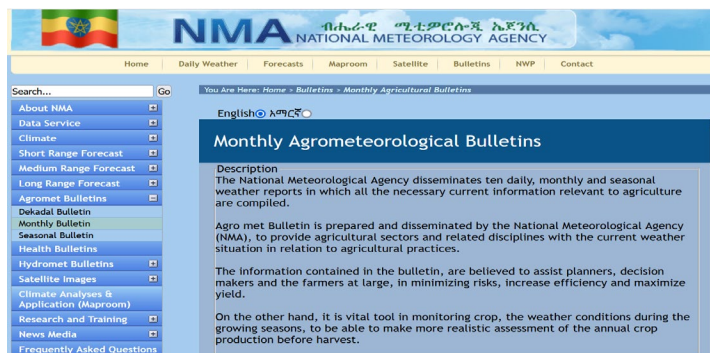 NMA ብሔራዊ ሚቲዎሮሎጂ ኤጀንሲ
NATIONAL METEOROLOGY AGENCY
Home Daily Weather Forecasts Maproom Satellite Bulletins NWP Contact
Search... Go
You Are Here: Home > Bulletins > Monthly Agricultural Bulletins
About NMA
Data Service
Climate
Short Range Forecast
Medium Range Forecast
Long Range Forecast
Agromet Bulletins
Dekadal Bulletin
Monthly Bulletin
Seasonal Bulletin
Health Bulletins
Hydromet Bulletins
Satellite Images
Climate Analyses &
Application (Maproom)
Research and Training
News Media
Frequently Asked Questions
English አማርኛ
Monthly Agrometeorological Bulletins
Description
The National Meteorological Agency disseminates ten daily, monthly and seasonal
weather reports in which all the necessary current information relevant to agriculture
are compiled.
Agro met Bulletin is prepared and disseminated by the National Meteorological Agency
(NMA), to provide agricultural sectors and related disciplines with the current weather
situation in relation to agricultural practices.
The information contained in the bulletin, are believed to assist planners, decision
makers and the farmers at large, in minimizing risks, increase efficiency and maximize
yield.
On the other hand, it is vital tool in monitoring crop, the weather conditions during the
growing seasons, to be able to make more realistic assessment of the annual crop
production before harvest.